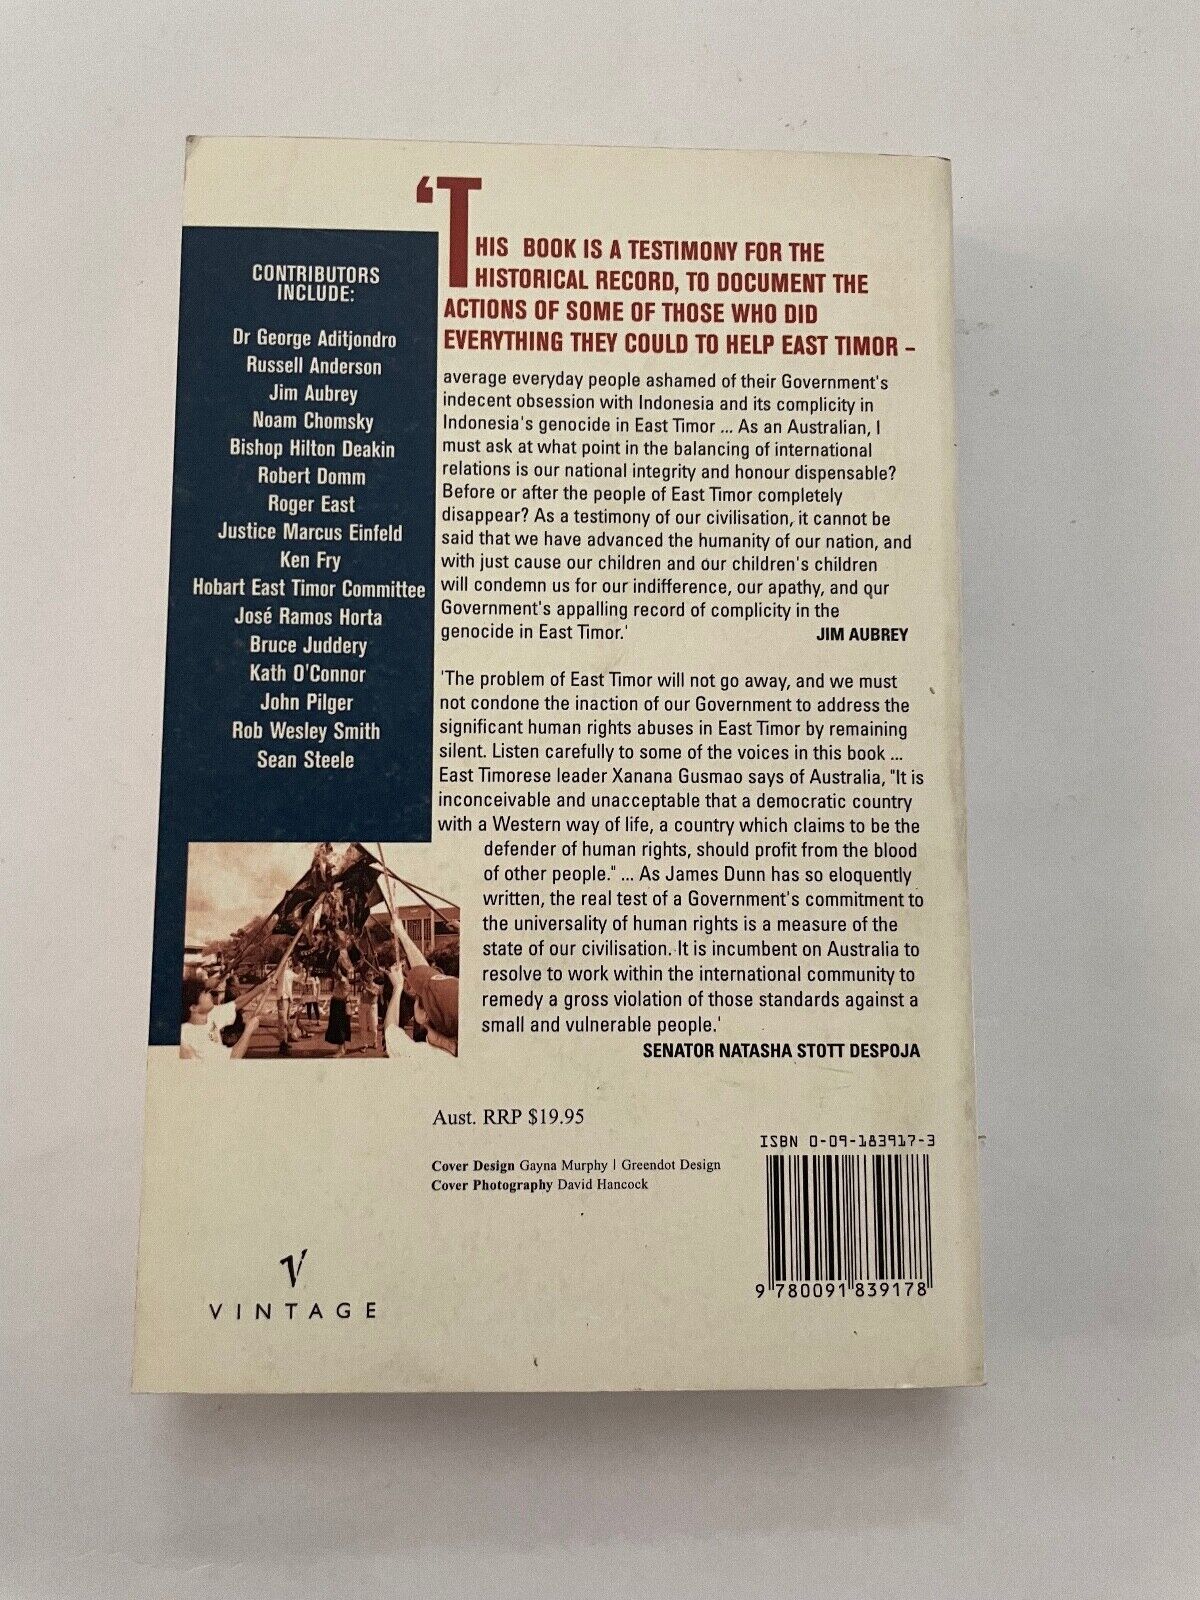 CONTRIBUTORS
INCLUDE:
Dr George Aditjondro
Russell Anderson
Jim Aubrey
Noam Chomsky
Bishop Hilton Deakin
Robert Domm
Roger East
Justice Marcus Einfeld
Ken Fry
Hobart East Timor Committee
José Ramos Horta
Bruce Juddery
Kath O'Connor
John Pilger
Rob Wesley Smith
Sean Steele
'THIS BOOK IS A TESTIMONY FOR THE
HISTORICAL RECORD, TO DOCUMENT THE
ACTIONS OF SOME OF THOSE WHO DID
EVERYTHING THEY COULD TO HELP EAST TIMOR –
average everyday people ashamed of their Government's
indecent obsession with Indonesia and its complicity in
Indonesia's genocide in East Timor ... As an Australian, I
must ask at what point in the balancing of international
relations is our national integrity and honour dispensable?
Before or after the people of East Timor completely
disappear? As a testimony of our civilisation, it cannot be
said that we have advanced the humanity of our nation, and
with just cause our children and our children's children
will condemn us for our indifference, our apathy, and our
Government's appalling record of complicity in the
genocide in East Timor.' JIM AUBREY
'The problem of East Timor will not go away, and we must
not condone the inaction of our Government to address the
significant human rights abuses in East Timor by remaining
silent. Listen carefully to some of the voices in this book ...
East Timorese leader Xanana Gusmao says of Australia, "It is
inconceivable and unacceptable that a democratic country
with a Western way of life, a country which claims to be the
defender of human rights, should profit from the blood
of other people." ... As James Dunn has so eloquently
written, the real test of a Government's commitment to
the universality of human rights is a measure of the
state of our civilisation. It is incumbent on Australia to
resolve to work within the international community to
remedy a gross violation of those standards against a
small and vulnerable people.'
SENATOR NATASHA STOTT DESPOJA
Aust. RRP $19.95
Cover Design Gayna Murphy | Greendot Design
Cover Photography David Hancock
ISBN 0-09-183917-3
9 780091 839178
V
VINTAGE